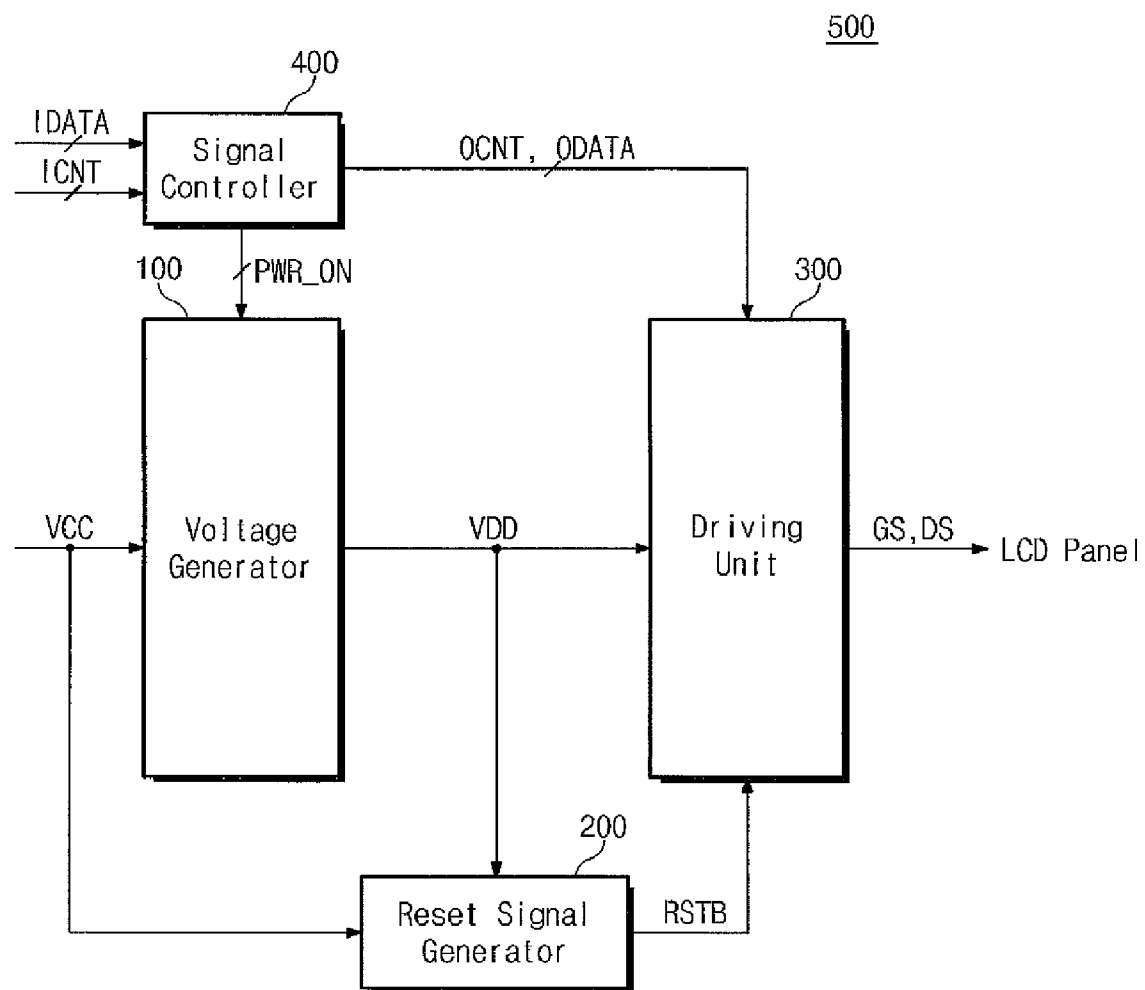 500
400
IDATA
ICNT
Signal
Controller
OCNT, ODATA
PWR_ON
100
300
VCC
Voltage
Generator
VDD
Driving
Unit
GS,DS
LCD Panel
200
Reset Signal
Generator
RSTB